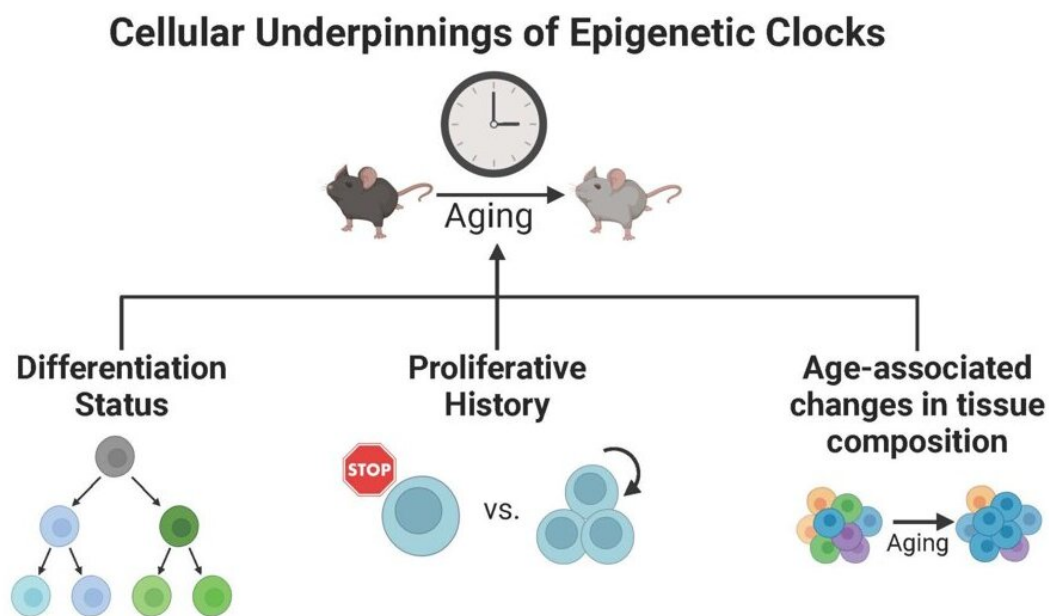 Cellular Underpinnings of Epigenetic Clocks
Aging
Differentiation
Status
Proliferative
History
STOP
vs.
Age-associated
changes in tissue
composition
Aging